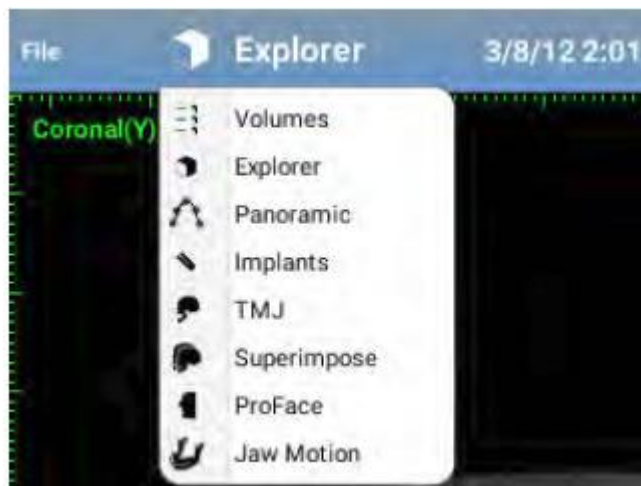 File Explorer 3/8/12 2:01
Coronal(Y)
Volumes
Explorer
Panoramic
Implants
TMJ
Superimpose
ProFace
Jaw Motion